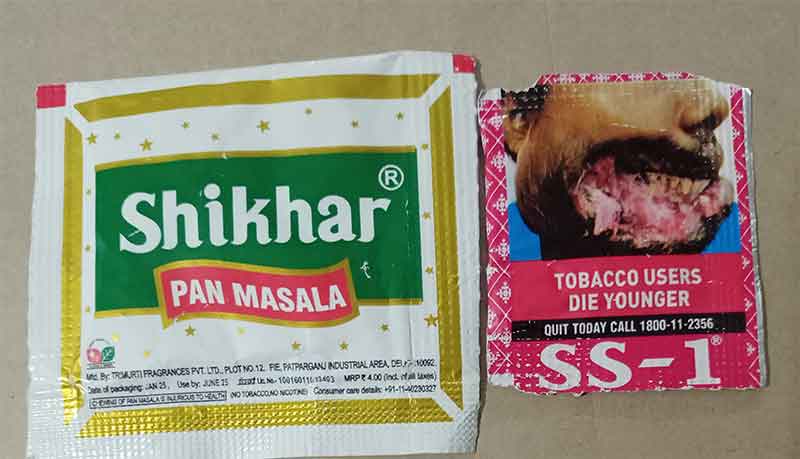 Shikhar®
PAN MASALA
Mfd. By: TRIMURTI FRAGRANCES PVT. LTD., PLOT NO.12, FIE, PATPARGANJ INDUSTRIAL AREA, DELHI-110092.
Date of packaging: JAN 25, Use by: JUNE 25 fssai Lic. No.- MRP ₹ 4.00 (Incl. of all taxes)
CHEWING OF PAN MASALA IS INJURIOUS TO HEALTH (NO TOBACCO,NO NICOTINE) Consumer care details: +91-11-40230327
TOBACCO USERS
DIE YOUNGER
QUIT TODAY CALL 1800-11-2356
SS-1®